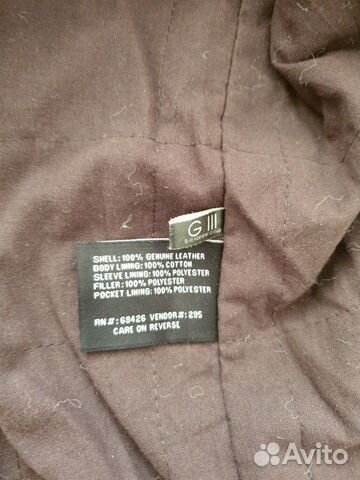 G III
SHELL: 100% GENUINE LEATHER
BODY LINING: 100% COTTON
SLEEVE LINING: 100% POLYESTER
FILLER: 100% POLYESTER
POCKET LINING: 100% POLYESTER
RN#: 69426 VENDOR#: 295
CARE ON REVERSE
Avito